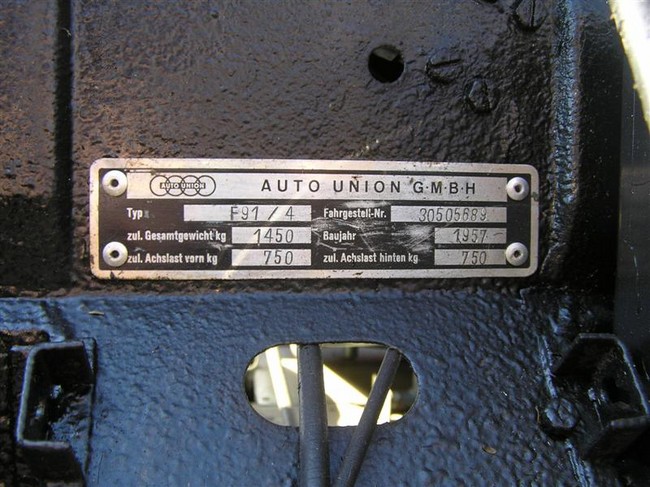 AUTO UNION AUTO UNION G·M·B·H
Typ F91/4 Fahrgestell-Nr. 30505689
zul. Gesamtgewicht kg 1450 Baujahr 1957
zul. Achslast vorn kg 750 zul. Achslast hinten kg 750